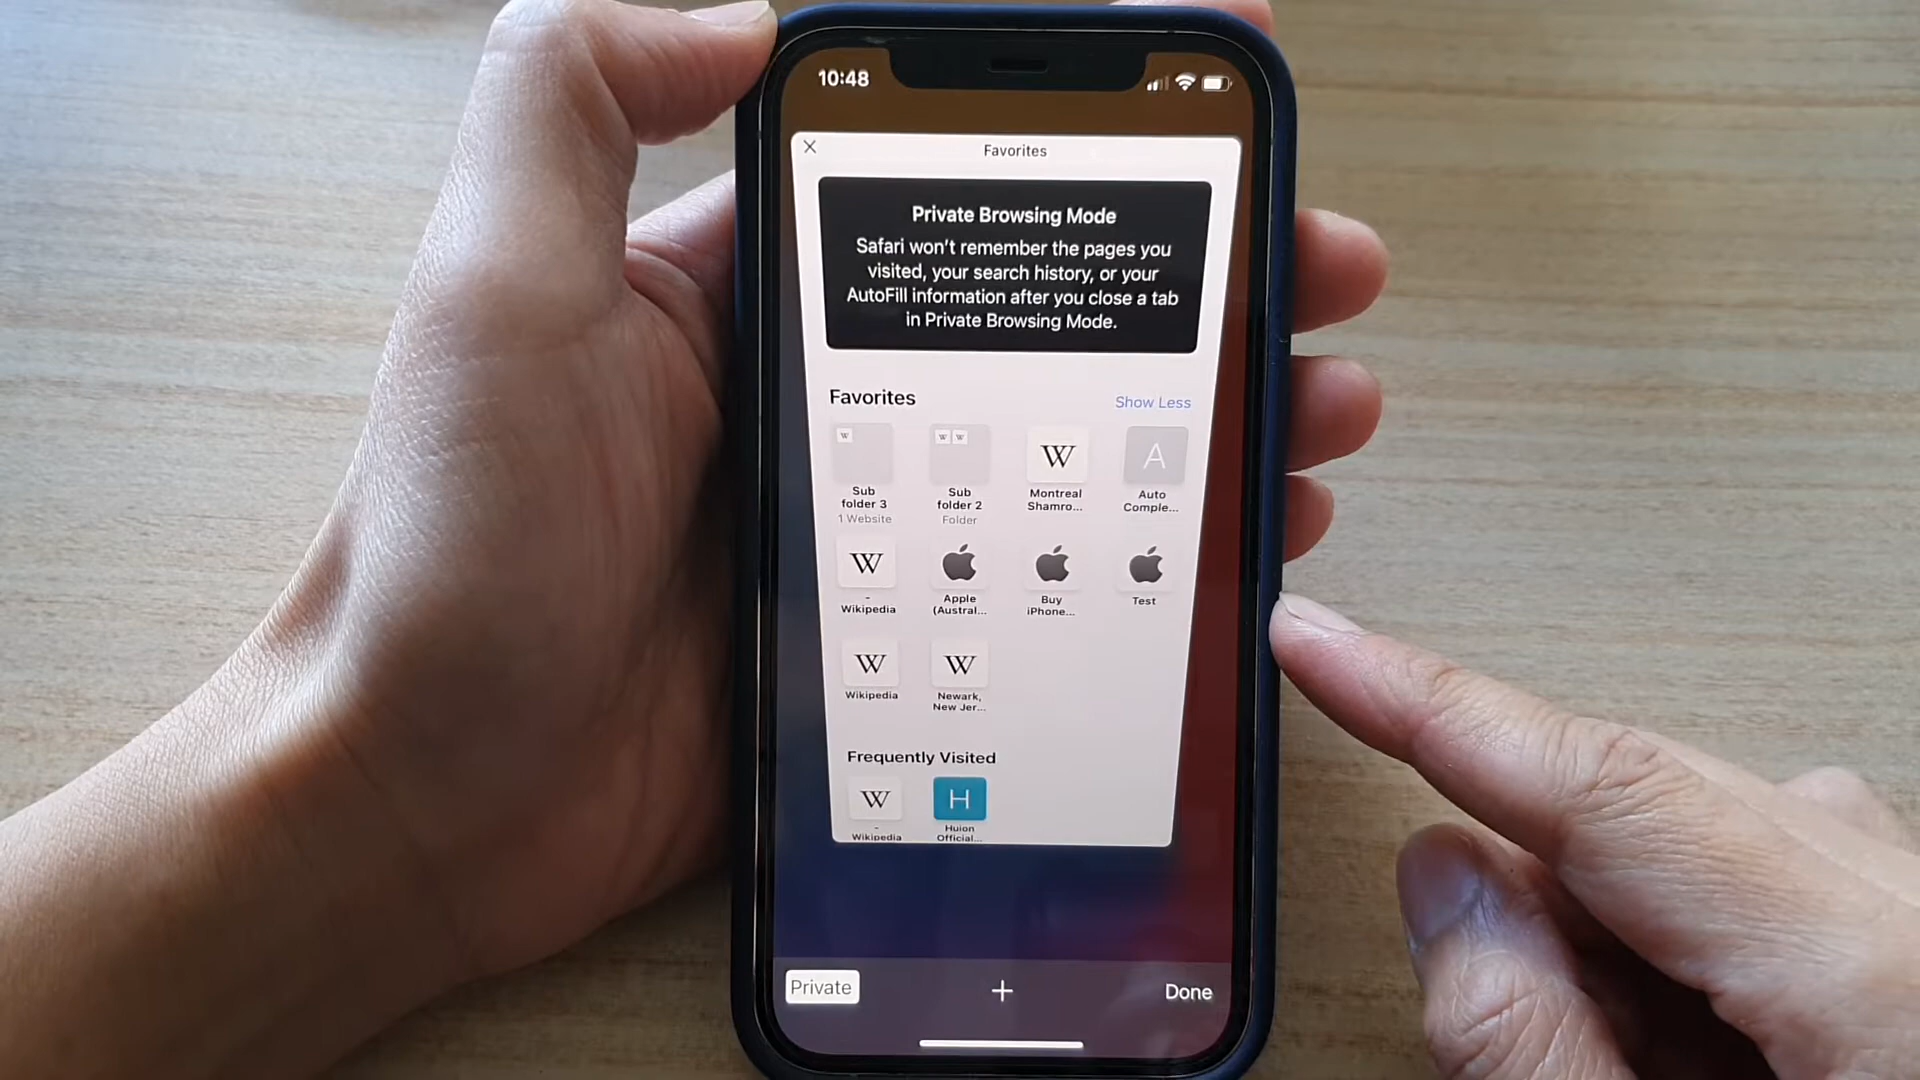 10:48
Favorites
Private Browsing Mode
Safari won't remember the pages you
visited, your search history, or your
AutoFill information after you close a tab
in Private Browsing Mode.
Favorites
Show Less
W
W W
W
A
Sub
folder 3
1 Website
Sub
folder 2
Folder
Montreal
Shamro...
Auto
Comple...
W
-
Wikipedia
Apple
(Austral...
Buy
iPhone...
Test
W
W
Wikipedia
Newark,
New Jer...
Frequently Visited
W
H
-
Wikipedia
Huion
Official...
Private
Done